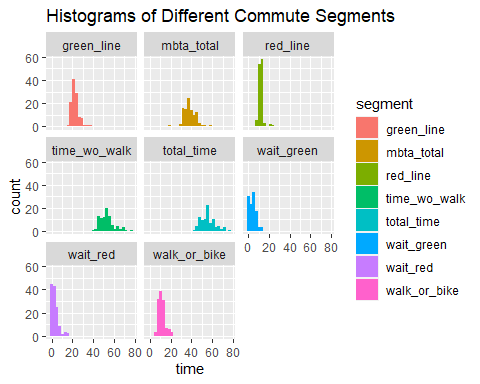 Histograms of Different Commute Segments
green_line mbta_total red_line
60
40
20
0
time_wo_walk total_time wait_green
60
40
20
0
0 20 40 60 80
wait_red walk_or_bike
60
40
20
0
0 20 40 60 80 0 20 40 60 80
time
count
segment
green_line
mbta_total
red_line
time_wo_walk
total_time
wait_green
wait_red
walk_or_bike